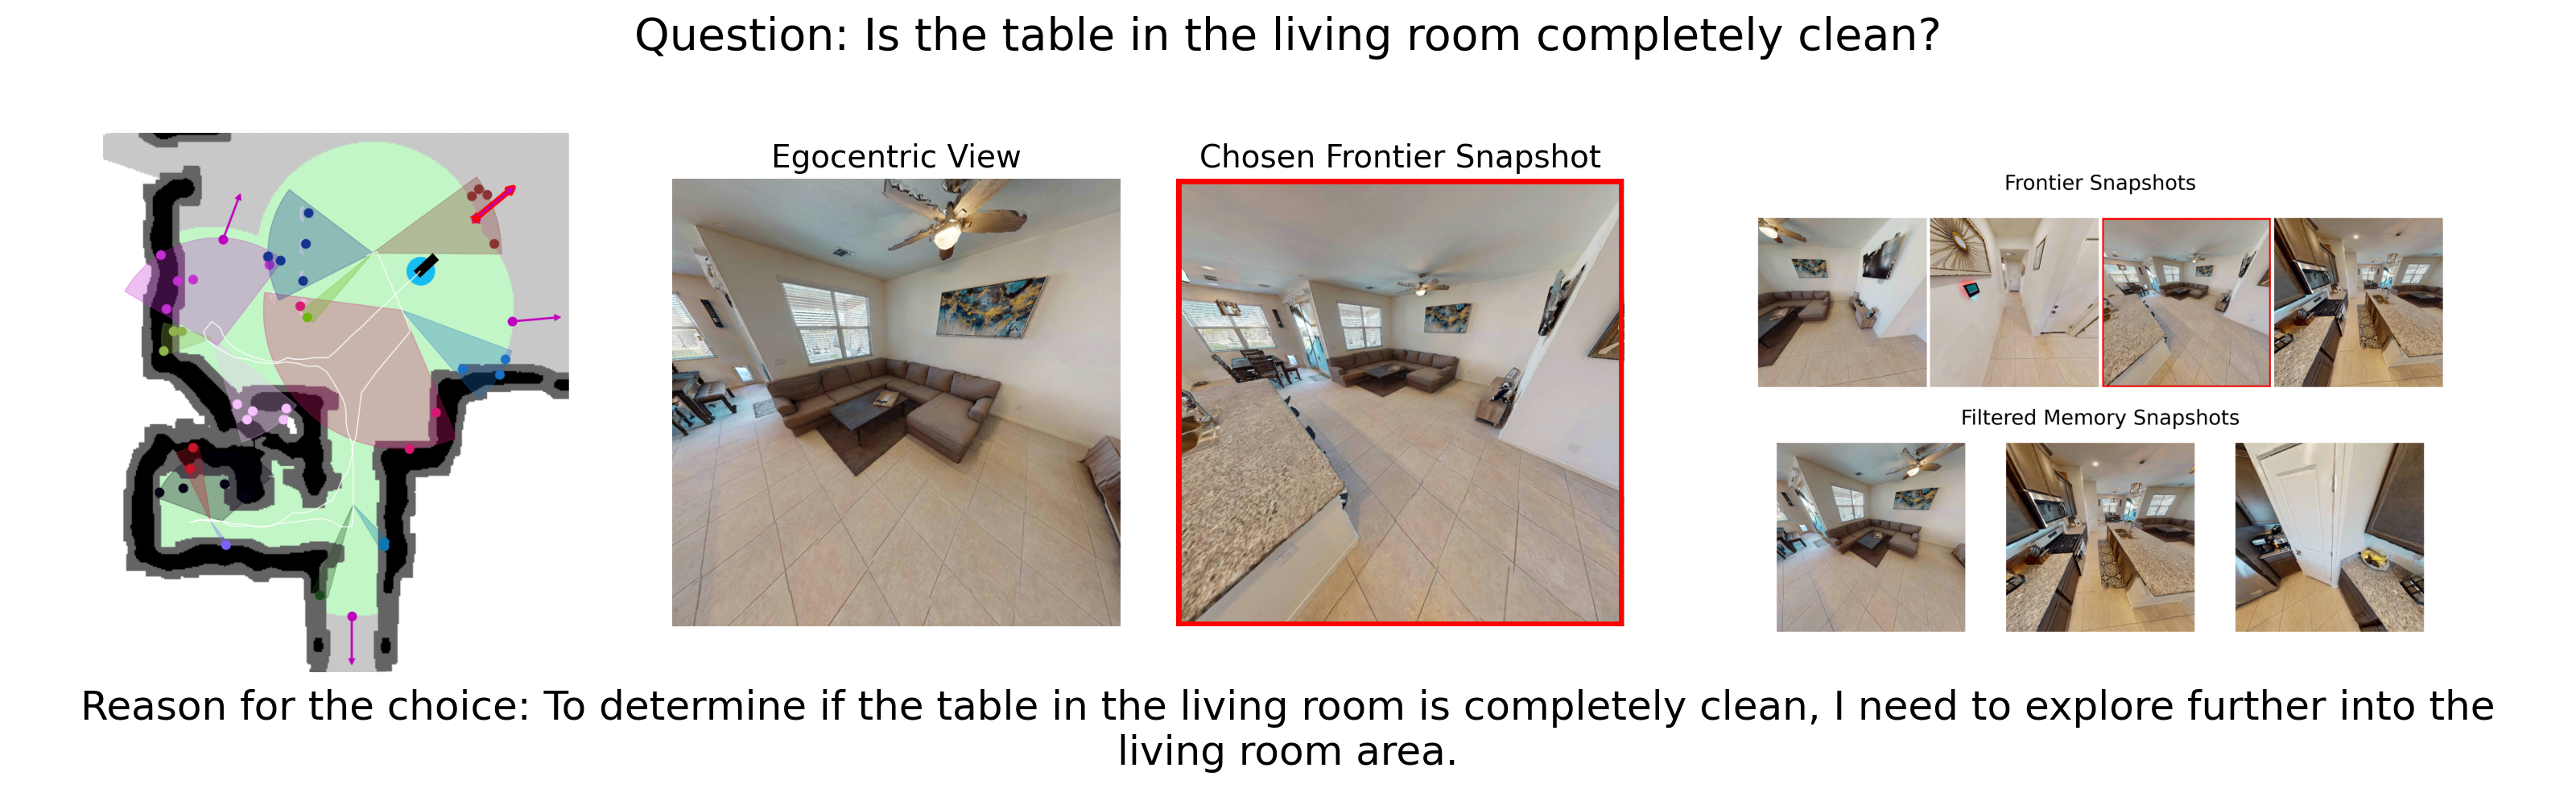 Question: Is the table in the living room completely clean?
Egocentric View
Chosen Frontier Snapshot
Frontier Snapshots
Filtered Memory Snapshots
Reason for the choice: To determine if the table in the living room is completely clean, I need to explore further into the
living room area.